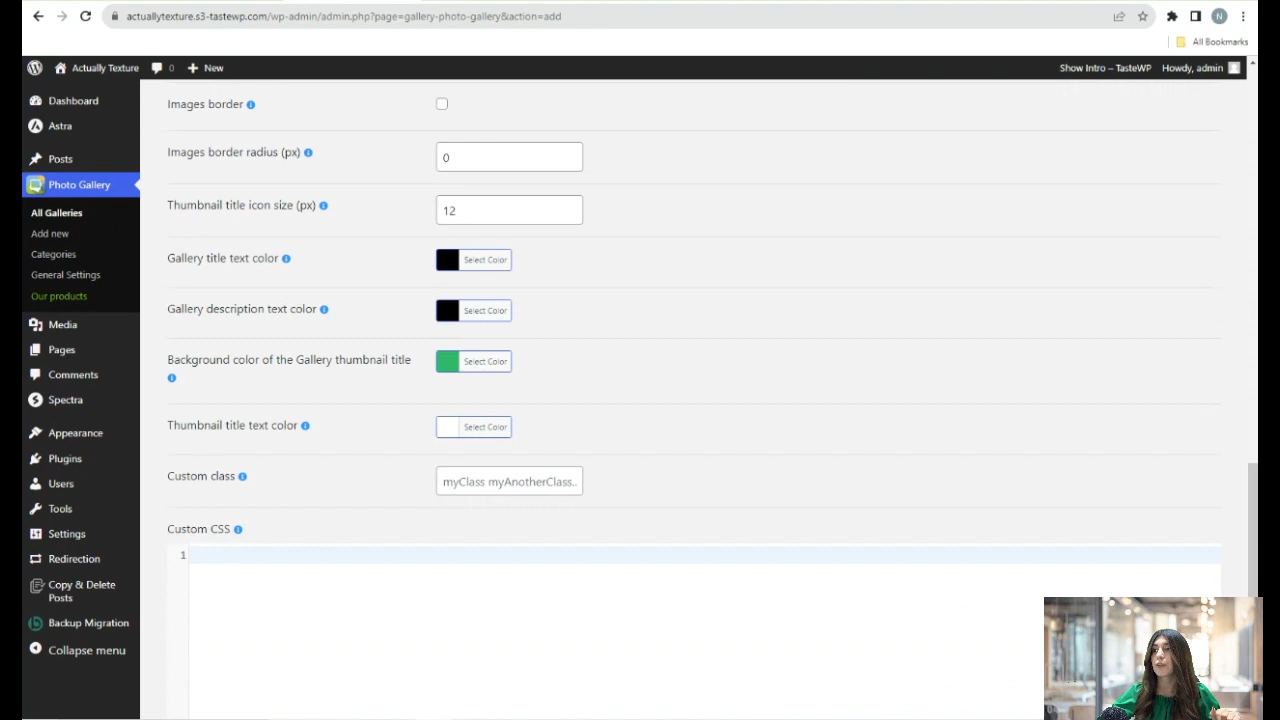 actuallytexture.s3-tastewp.com/wp-admin/admin.php?page=gallery-photo-gallery&action=add
N
All Bookmarks
Actually Texture
0
New
Show Intro – TasteWP
Howdy, admin
Dashboard
Astra
Posts
Photo Gallery
All Galleries
Add new
Categories
General Settings
Our products
Media
Pages
Comments
Spectra
Appearance
Plugins
Users
Tools
Settings
Redirection
Copy & Delete
Posts
Backup Migration
Collapse menu
Images border
Images border radius (px)
0
Thumbnail title icon size (px)
12
Gallery title text color
Select Color
Gallery description text color
Select Color
Background color of the Gallery thumbnail title
Select Color
Thumbnail title text color
Select Color
Custom class
myClass myAnotherClass..
Custom CSS
1